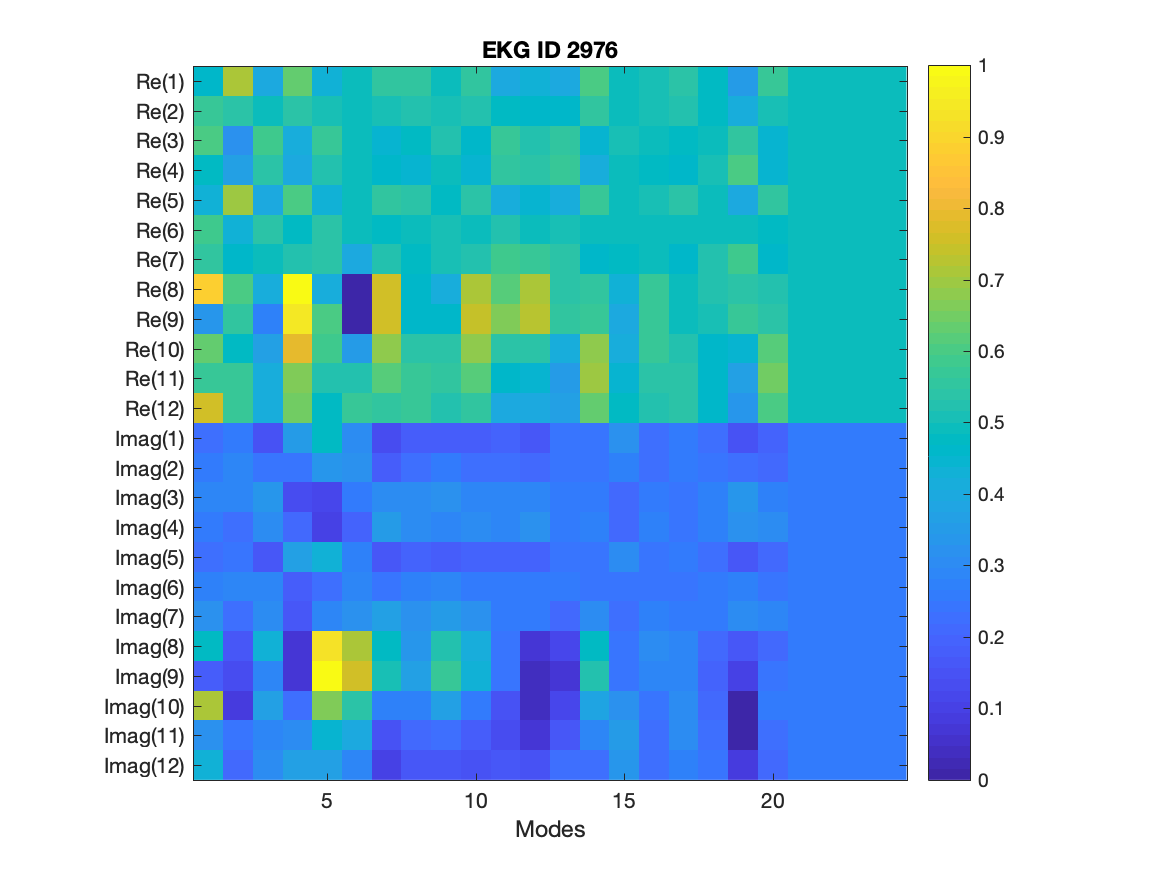 EKG ID 2976
Re(1)
Re(2)
Re(3)
Re(4)
Re(5)
Re(6)
Re(7)
Re(8)
Re(9)
Re(10)
Re(11)
Re(12)
Imag(1)
Imag(2)
Imag(3)
Imag(4)
Imag(5)
Imag(6)
Imag(7)
Imag(8)
Imag(9)
Imag(10)
Imag(11)
Imag(12)
5 10 15 20
Modes
1
0.9
0.8
0.7
0.6
0.5
0.4
0.3
0.2
0.1
0